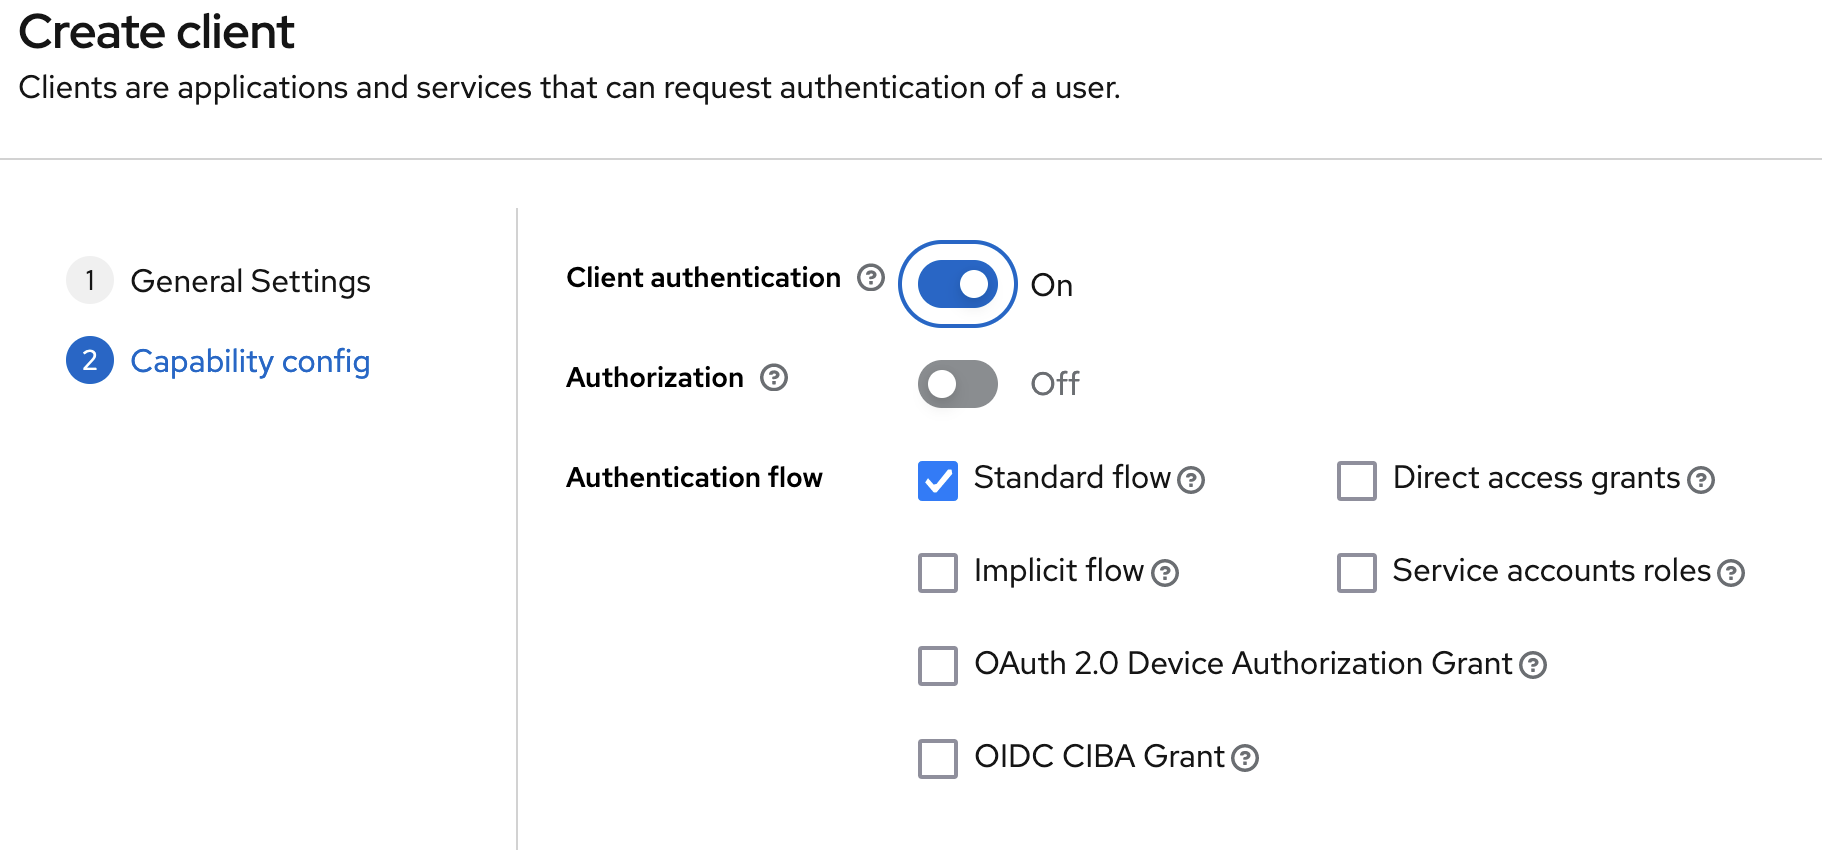 Create client
Clients are applications and services that can request authentication of a user.
1 General Settings
2 Capability config
Client authentication ? On
Authorization ? Off
Authentication flow Standard flow ? Direct access grants ?
Implicit flow ? Service accounts roles ?
OAuth 2.0 Device Authorization Grant ?
OIDC CIBA Grant ?